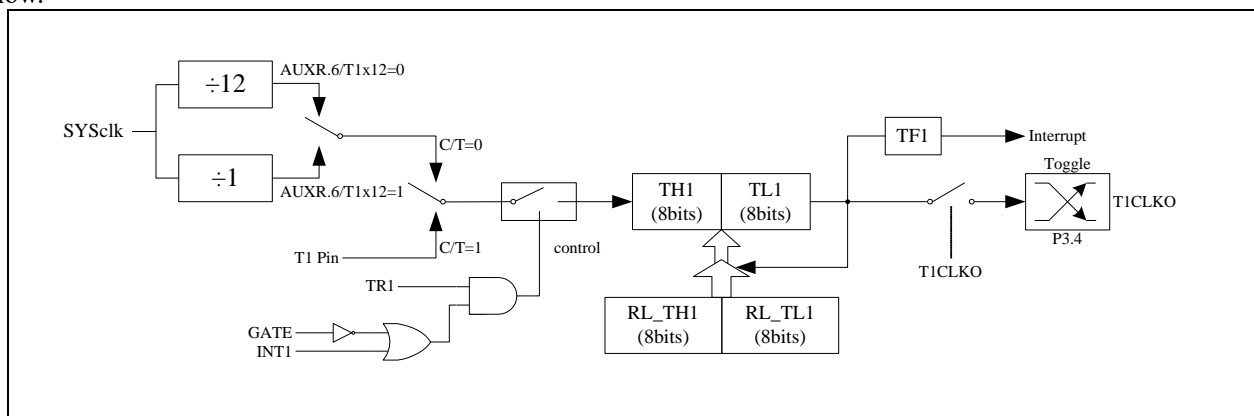 ÷12
AUXR.6/T1x12=0
SYSclk
÷1
AUXR.6/T1x12=1
C/T=0
C/T=1
T1 Pin
control
TR1
GATE
INT1
TH1
(8bits)
TL1
(8bits)
RL_TH1
(8bits)
RL_TL1
(8bits)
TF1
Interrupt
Toggle
T1CLKO
P3.4
T1CLKO